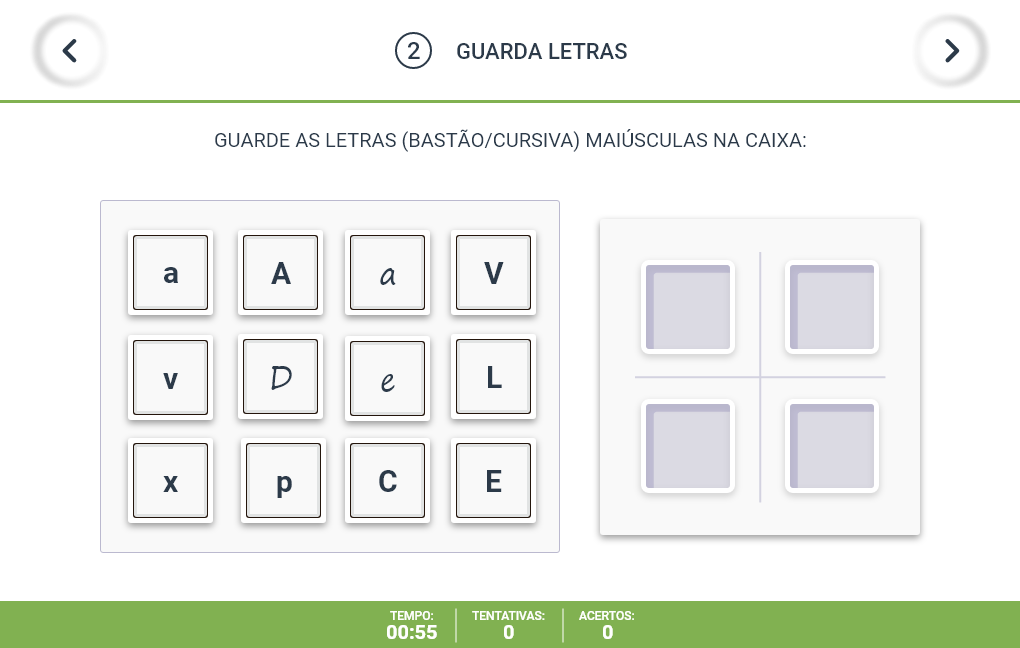 2 GUARDA LETRAS
GUARDE AS LETRAS (BASTÃO/CURSIVA) MAIÚSCULAS NA CAIXA:
a A a V
v D e L
x p C E
TEMPO: TENTATIVAS: ACERTOS:
00:55 0 0